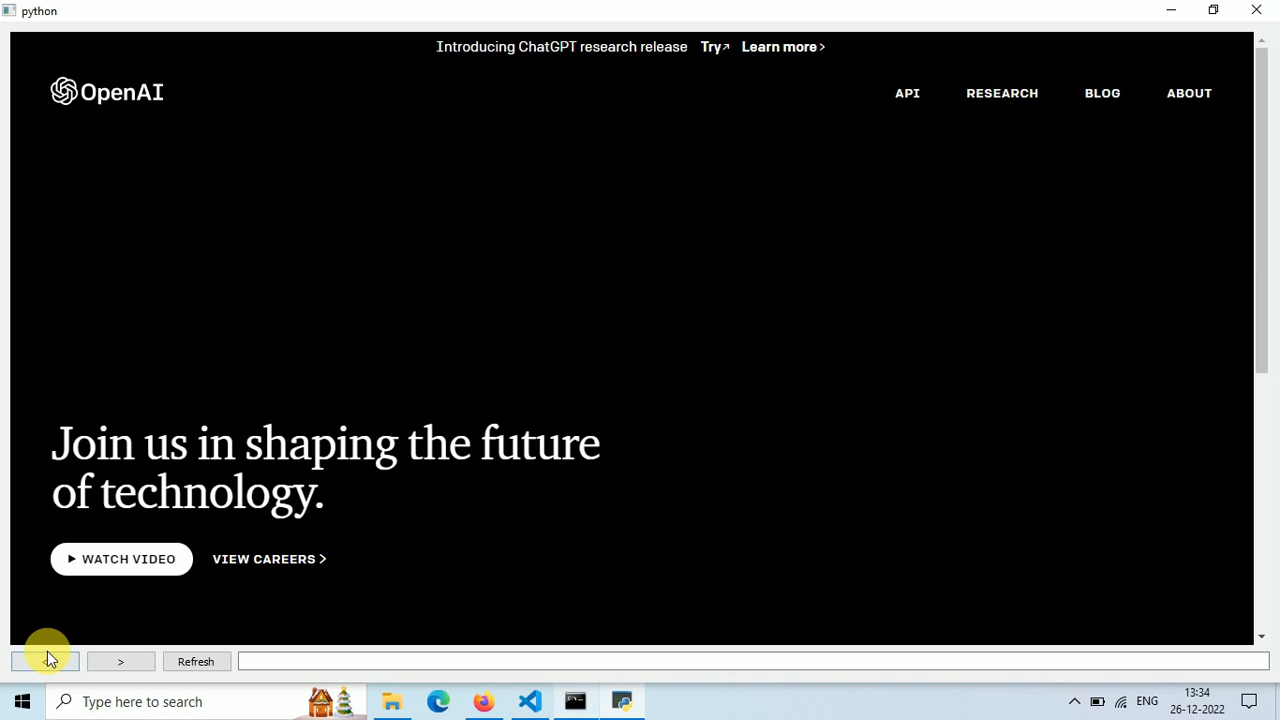 python
Introducing ChatGPT research release Try↗ Learn more >
OpenAI
API RESEARCH BLOG ABOUT
Join us in shaping the future
of technology.
WATCH VIDEO VIEW CAREERS >
> Refresh
Type here to search
ENG
13:34
26-12-2022